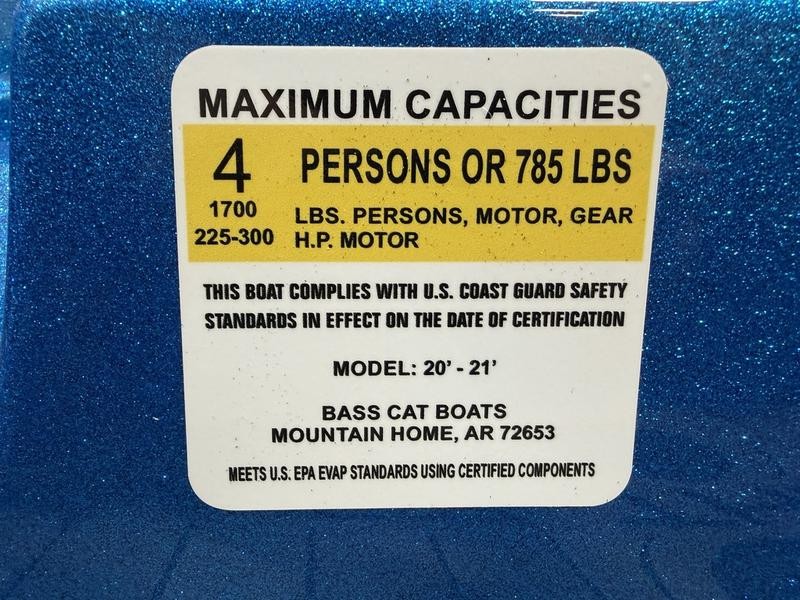 MAXIMUM CAPACITIES
4 PERSONS OR 785 LBS
1700 LBS. PERSONS, MOTOR, GEAR
225-300 H.P. MOTOR
THIS BOAT COMPLIES WITH U.S. COAST GUARD SAFETY
STANDARDS IN EFFECT ON THE DATE OF CERTIFICATION
MODEL: 20' - 21'
BASS CAT BOATS
MOUNTAIN HOME, AR 72653
MEETS U.S. EPA EVAP STANDARDS USING CERTIFIED COMPONENTS